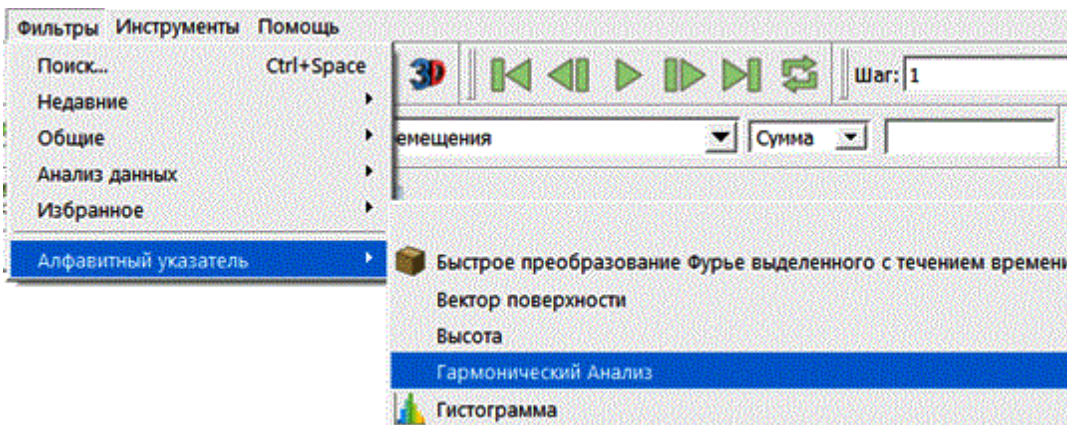 Фильтры Инструменты Помощь
Поиск... Ctrl+Space
Недавние
Общие
Анализ данных
Избранное
Алфавитный указатель
3D
Шаг: 1
емещения Сумма
Быстрое преобразование Фурье выделенного с течением времени
Вектор поверхности
Высота
Гармонический Анализ
Гистограмма